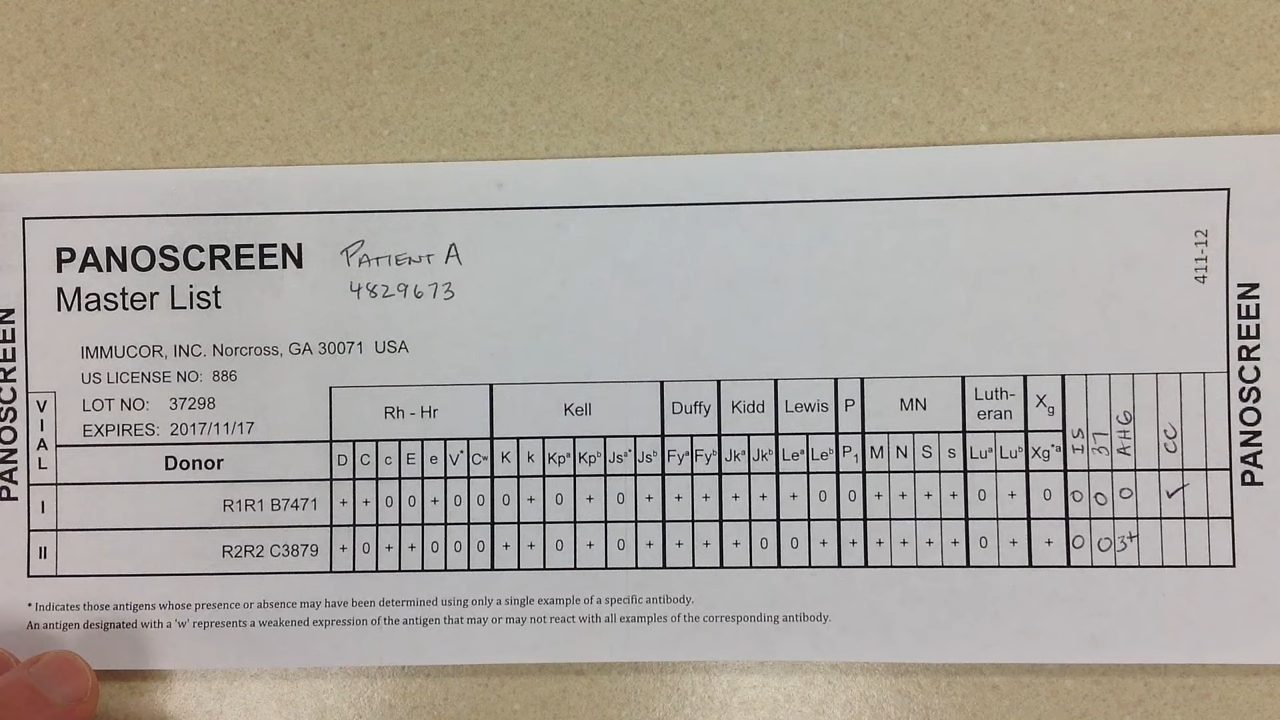 PANOSCREEN PATIENT A
Master List 4829673
411-12
PANOSCREEN
PANOSCREEN
IMMUCOR, INC. Norcross, GA 30071 USA
US LICENSE NO: 886
LOT NO: 37298
EXPIRES: 2017/11/17
VIAL Donor Rh - Hr Kell Duffy Kidd Lewis P MN Luth-eran Xg
D C c E e V* Cʷ K k Kpᵃ Kpᵇ Jsᵃ* Jsᵇ Fyᵃ Fyᵇ Jkᵃ Jkᵇ Leᵃ Leᵇ P₁ M N S s Luᵃ Luᵇ Xg*ᵃ IS 37 AHG CC
I R1R1 B7471 + + 0 0 + 0 0 0 + 0 + 0 + + + + + + 0 0 + + + + 0 + 0 0 0 0 ✓
II R2R2 C3879 + 0 + + 0 0 0 + + 0 + 0 + + + + 0 0 + + + + + + 0 + + 0 0 3+
* Indicates those antigens whose presence or absence may have been determined using only a single example of a specific antibody.
An antigen designated with a 'w' represents a weakened expression of the antigen that may or may not react with all examples of the corresponding antibody.